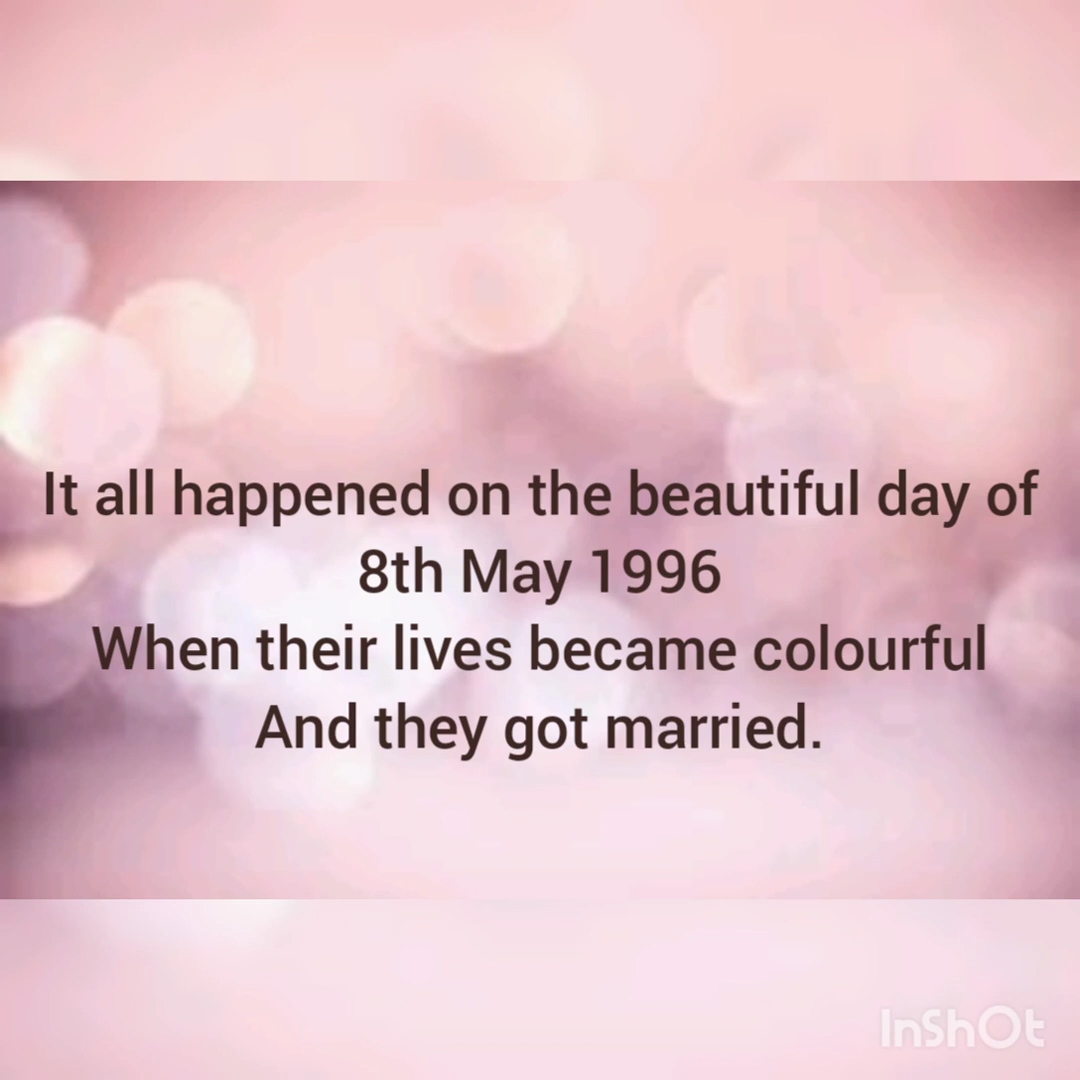 It all happened on the beautiful day of
8th May 1996
When their lives became colourful
And they got married.
InShOt